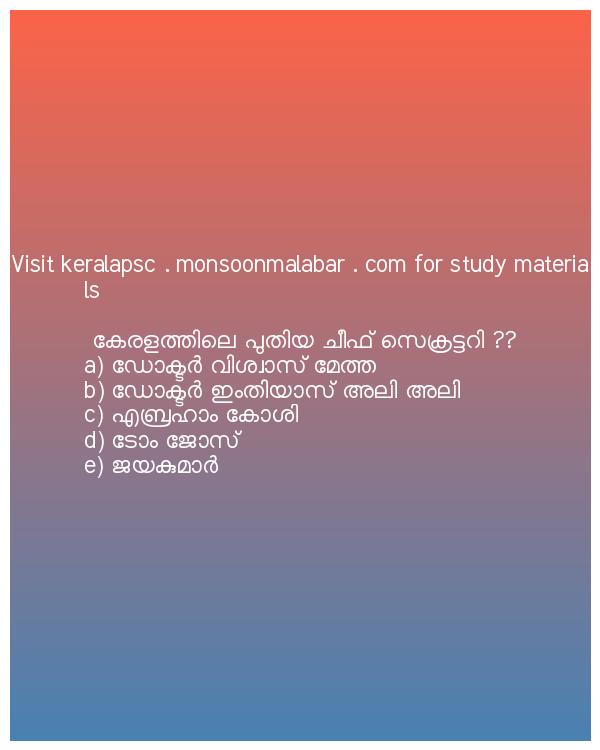 Visit keralapsc . monsoonmalabar . com for study materia
ls
കേരളത്തിലെ പുതിയ ചീഫ് സെക്രട്ടറി ??
a) ഡോക്ടർ വിശ്വാസ് മേത്ത
b) ഡോക്ടർ ഇംതിയാസ് അലി അലി
c) എബ്രഹാം കോശി
d) ടോം ജോസ്
e) ജയകുമാർ